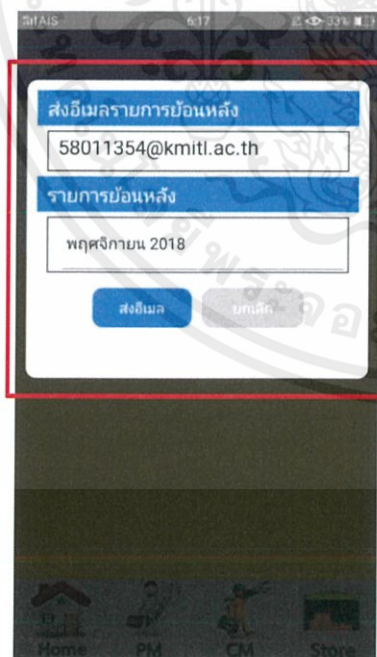 AIS 6:17 33%
ส่งอีเมลรายการย้อนหลัง
58011354@kmitl.ac.th
รายการย้อนหลัง
พฤศจิกายน 2018
ส่งอีเมล ยกเลิก
Home PM CM Store